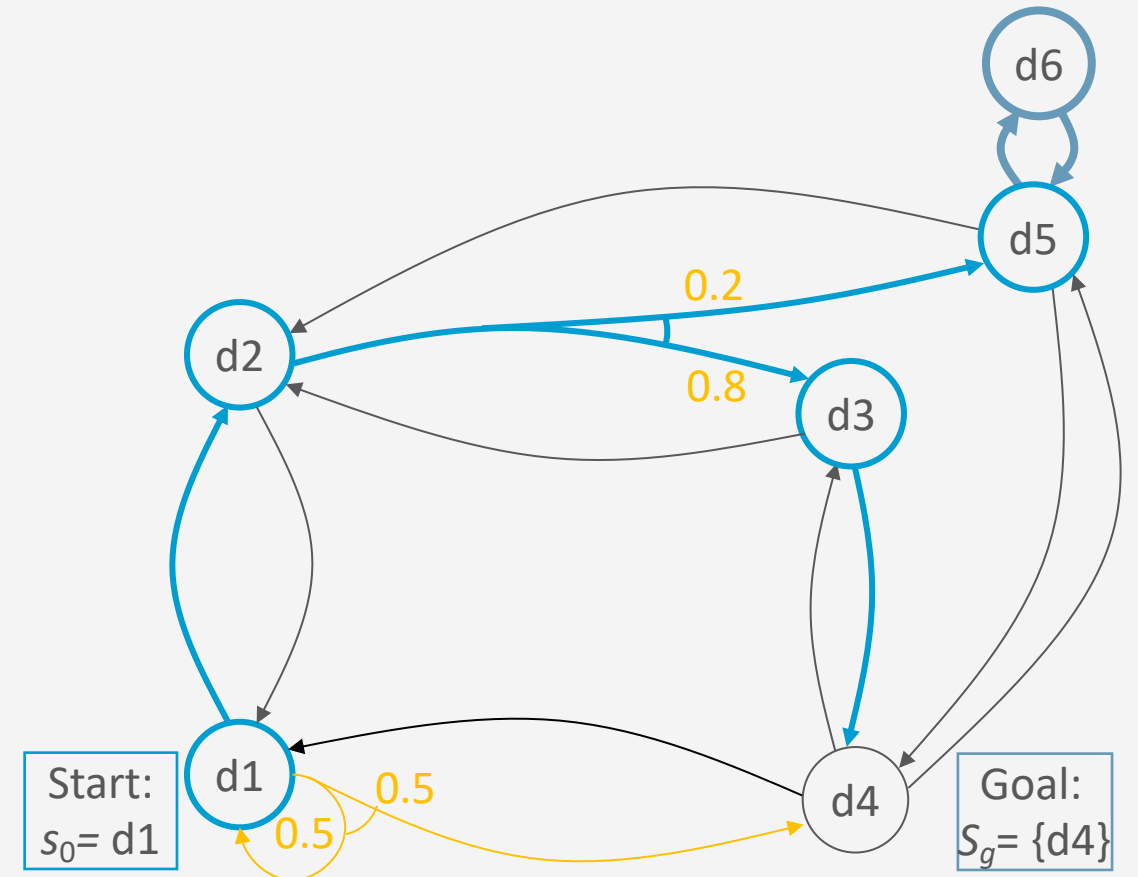 d6
d5
0.2
d2
0.8
d3
Start:
s₀= d1
d1
0.5
0.5
d4
Goal:
Sg= {d4}